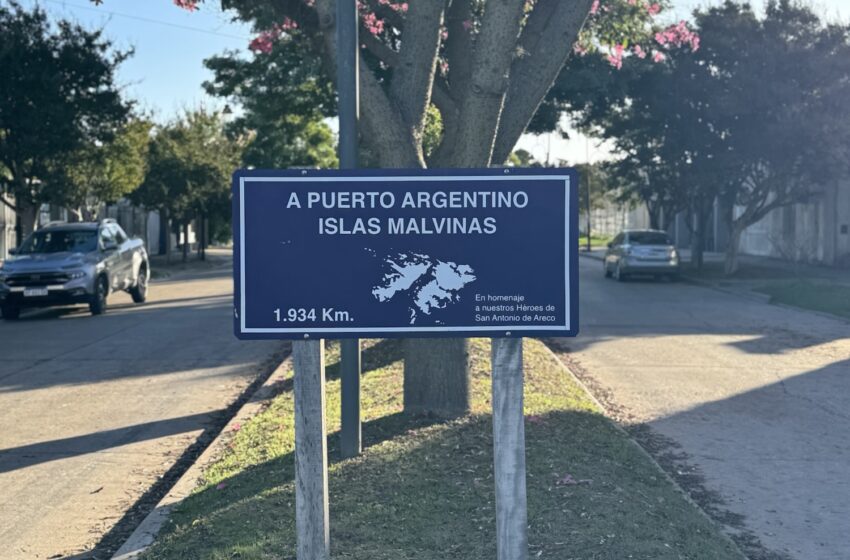 A PUERTO ARGENTINO
ISLAS MALVINAS
1.934 Km.
En homenaje
a nuestros Héroes de
San Antonio de Areco